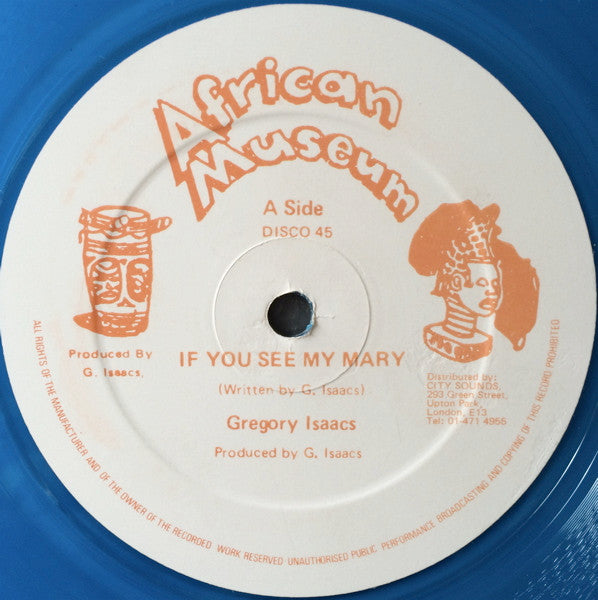 African
Museum
A Side
DISCO 45
Produced By
G. Isaacs.
IF YOU SEE MY MARY
(Written by G. Isaacs)
Gregory Isaacs
Produced by G. Isaacs
Distributed by:
CITY SOUNDS,
293 Green Street,
Upton Park,
London, E13
Tel: 01-471 4956
ALL RIGHTS OF THE MANUFACTURER AND OF THE OWNER OF THE RECORDED WORK RESERVED UNAUTHORISED PUBLIC PERFORMANCE BROADCASTING AND COPYING OF THIS RECORD PROHIBITED